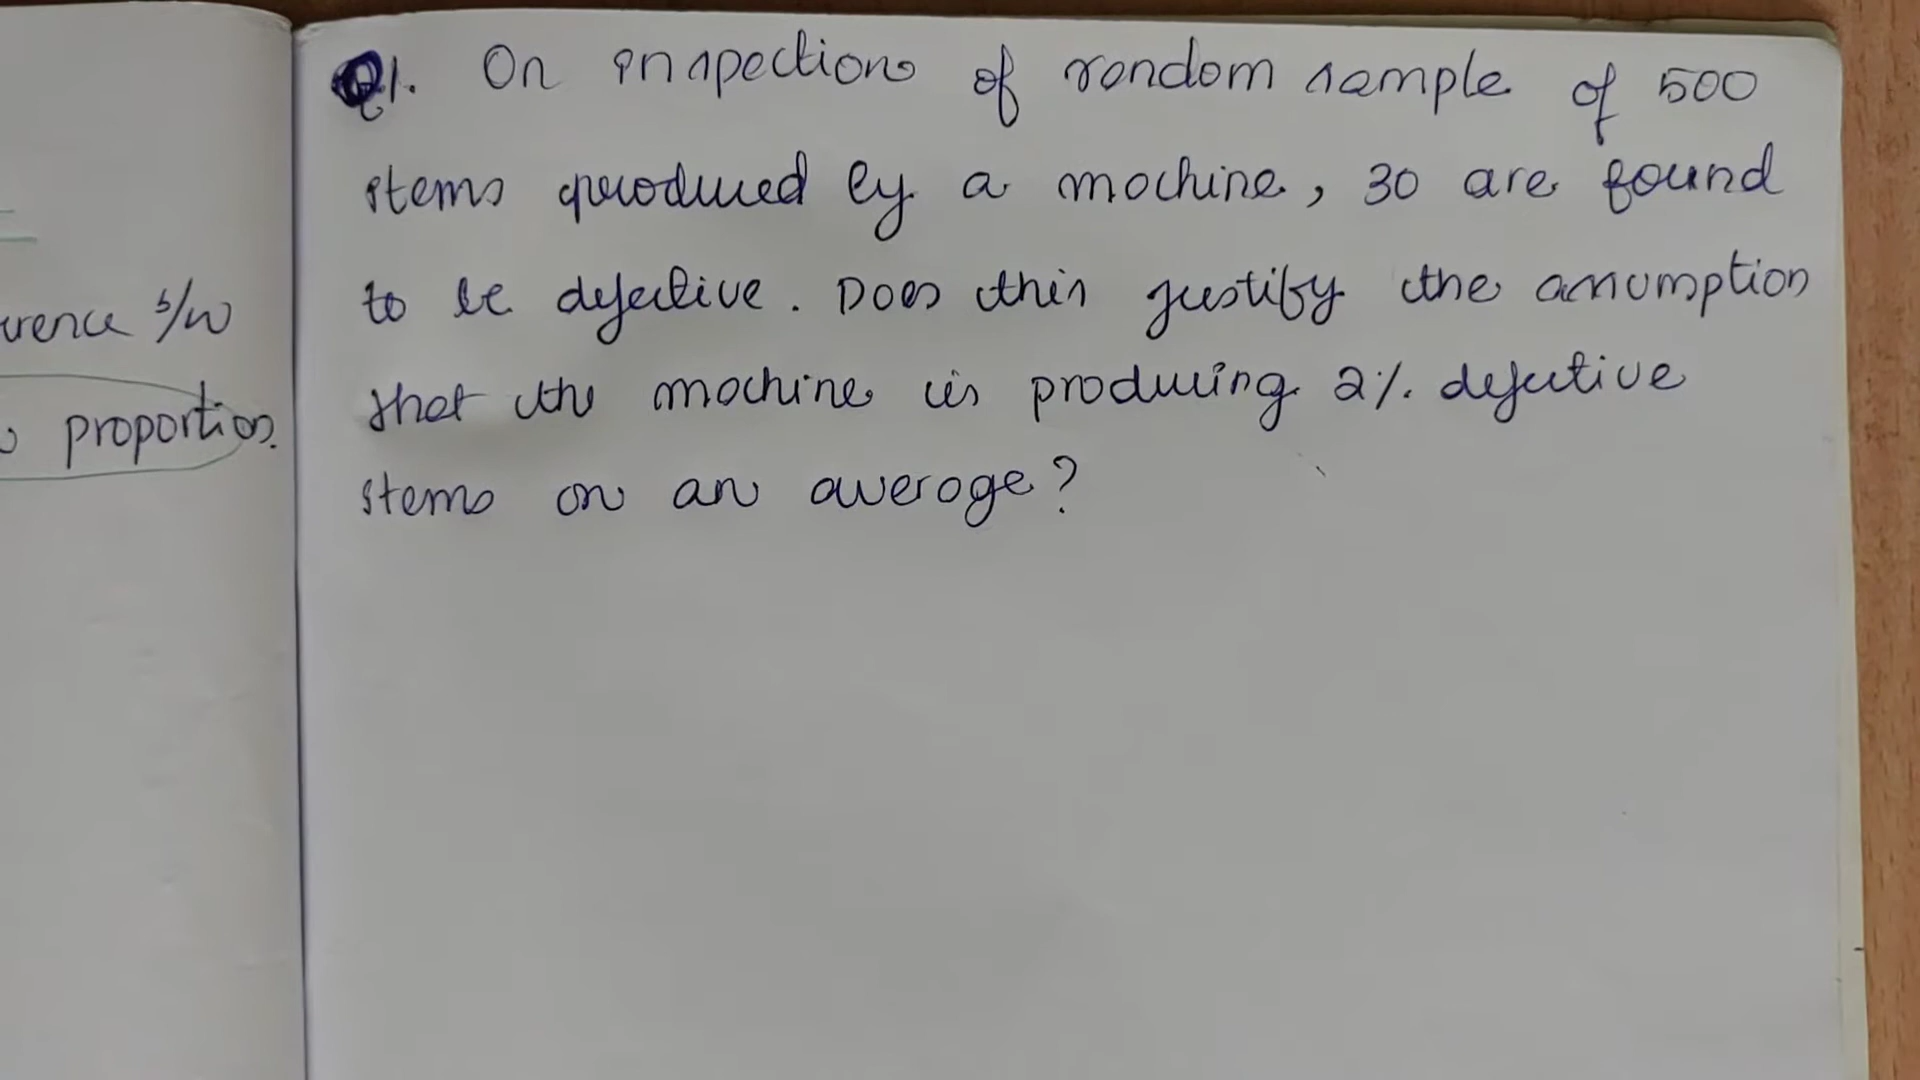 urence b/w
proportion.
Q1. On inspection of random sample of 500
items produced by a machine, 30 are found
to be defective. Does this justify the assumption
that the machine is producing 2% defective
items on an average?